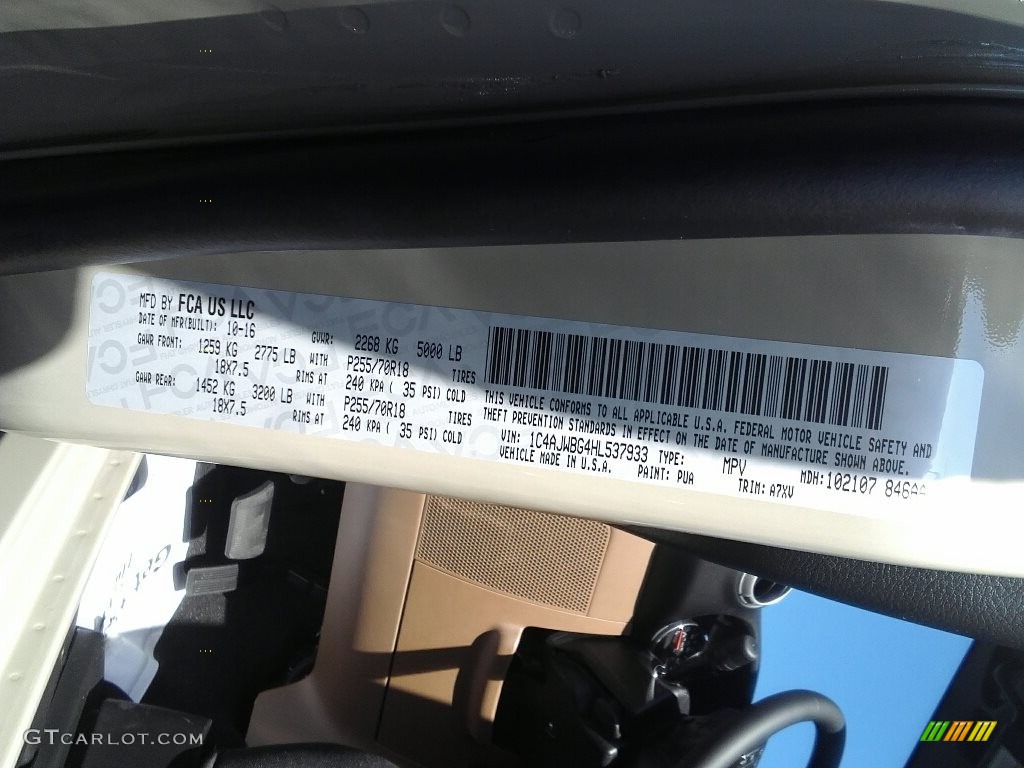 MFD BY FCA US LLC
DATE OF MFR(BUILT): 10-16 GVWR: 2268 KG 5000 LB
GAWR FRONT: 1259 KG 2775 LB WITH P255/70R18 TIRES
18X7.5 RIMS AT 240 KPA ( 35 PSI) COLD
GAWR REAR: 1452 KG 3200 LB WITH P255/70R18 TIRES
18X7.5 RIMS AT 240 KPA ( 35 PSI) COLD
THIS VEHICLE CONFORMS TO ALL APPLICABLE U.S.A. FEDERAL MOTOR VEHICLE SAFETY AND
THEFT PREVENTION STANDARDS IN EFFECT ON THE DATE OF MANUFACTURE SHOWN ABOVE.
VIN: 1C4AJWBG4HL537933 TYPE: MPV MDH: 102107 846AA
VEHICLE MADE IN U.S.A. PAINT: PUA TRIM: A7XV
GTCARLOT.COM